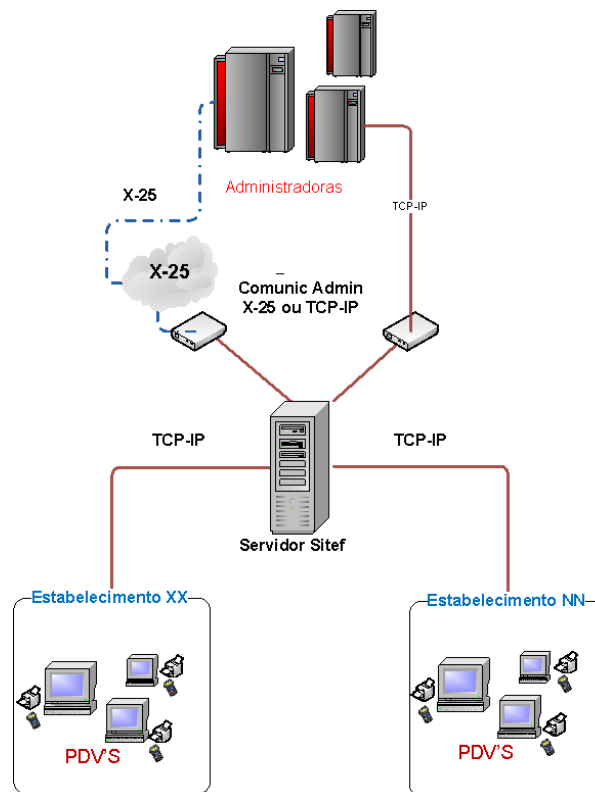 Administradoras
X-25
TCP-IP
X-25
Comunic Admin
X-25 ou TCP-IP
TCP-IP
TCP-IP
Servidor Sitef
Estabelecimento XX
Estabelecimento NN
PDV'S
PDV'S